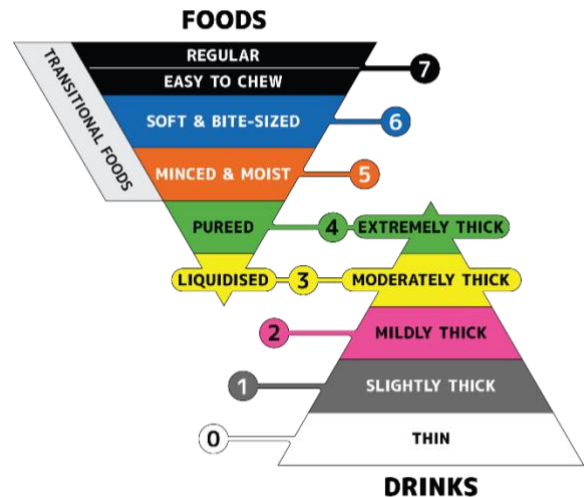 FOODS
REGULAR
7
EASY TO CHEW
TRANSITIONAL FOODS
SOFT & BITE-SIZED
6
MINCED & MOIST
5
PUREED
4
EXTREMELY THICK
LIQUIDISED
3
MODERATELY THICK
2
MILDLY THICK
1
SLIGHTLY THICK
0
THIN
DRINKS